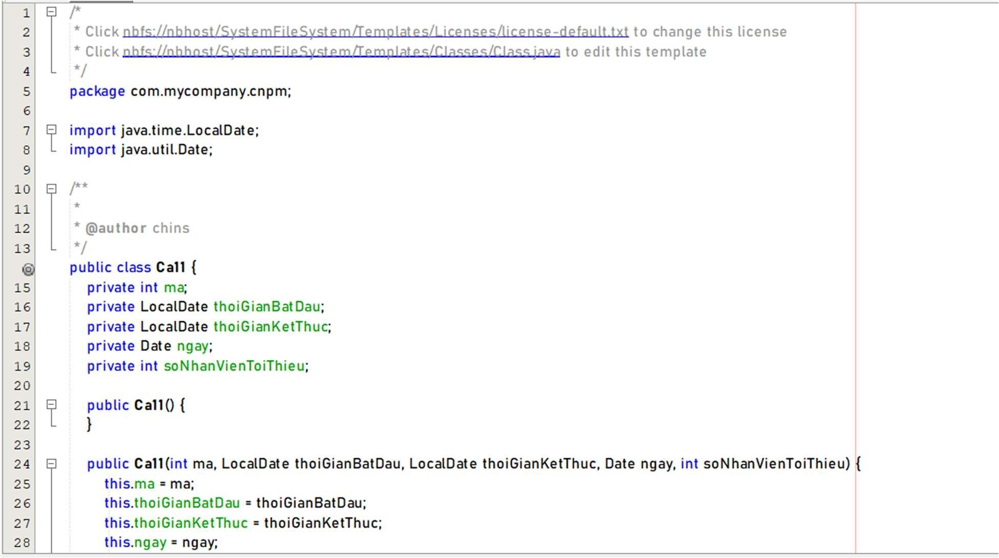 1 /*
2 * Click nbfs://nbhost/SystemFileSystem/Templates/Licenses/license-default.txt to change this license
3 * Click nbfs://nbhost/SystemFileSystem/Templates/Classes/Class.java to edit this template
4 */
5 package com.mycompany.cnpm;
6
7 import java.time.LocalDate;
8 import java.util.Date;
9
10 /**
11 *
12 * @author chins
13 */
public class Ca11 {
15 private int ma;
16 private LocalDate thoiGianBatDau;
17 private LocalDate thoiGianKetThuc;
18 private Date ngay;
19 private int soNhanVienToiThieu;
20
21 public Ca11() {
22 }
23
24 public Ca11(int ma, LocalDate thoiGianBatDau, LocalDate thoiGianKetThuc, Date ngay, int soNhanVienToiThieu) {
25 this.ma = ma;
26 this.thoiGianBatDau = thoiGianBatDau;
27 this.thoiGianKetThuc = thoiGianKetThuc;
28 this.ngay = ngay;